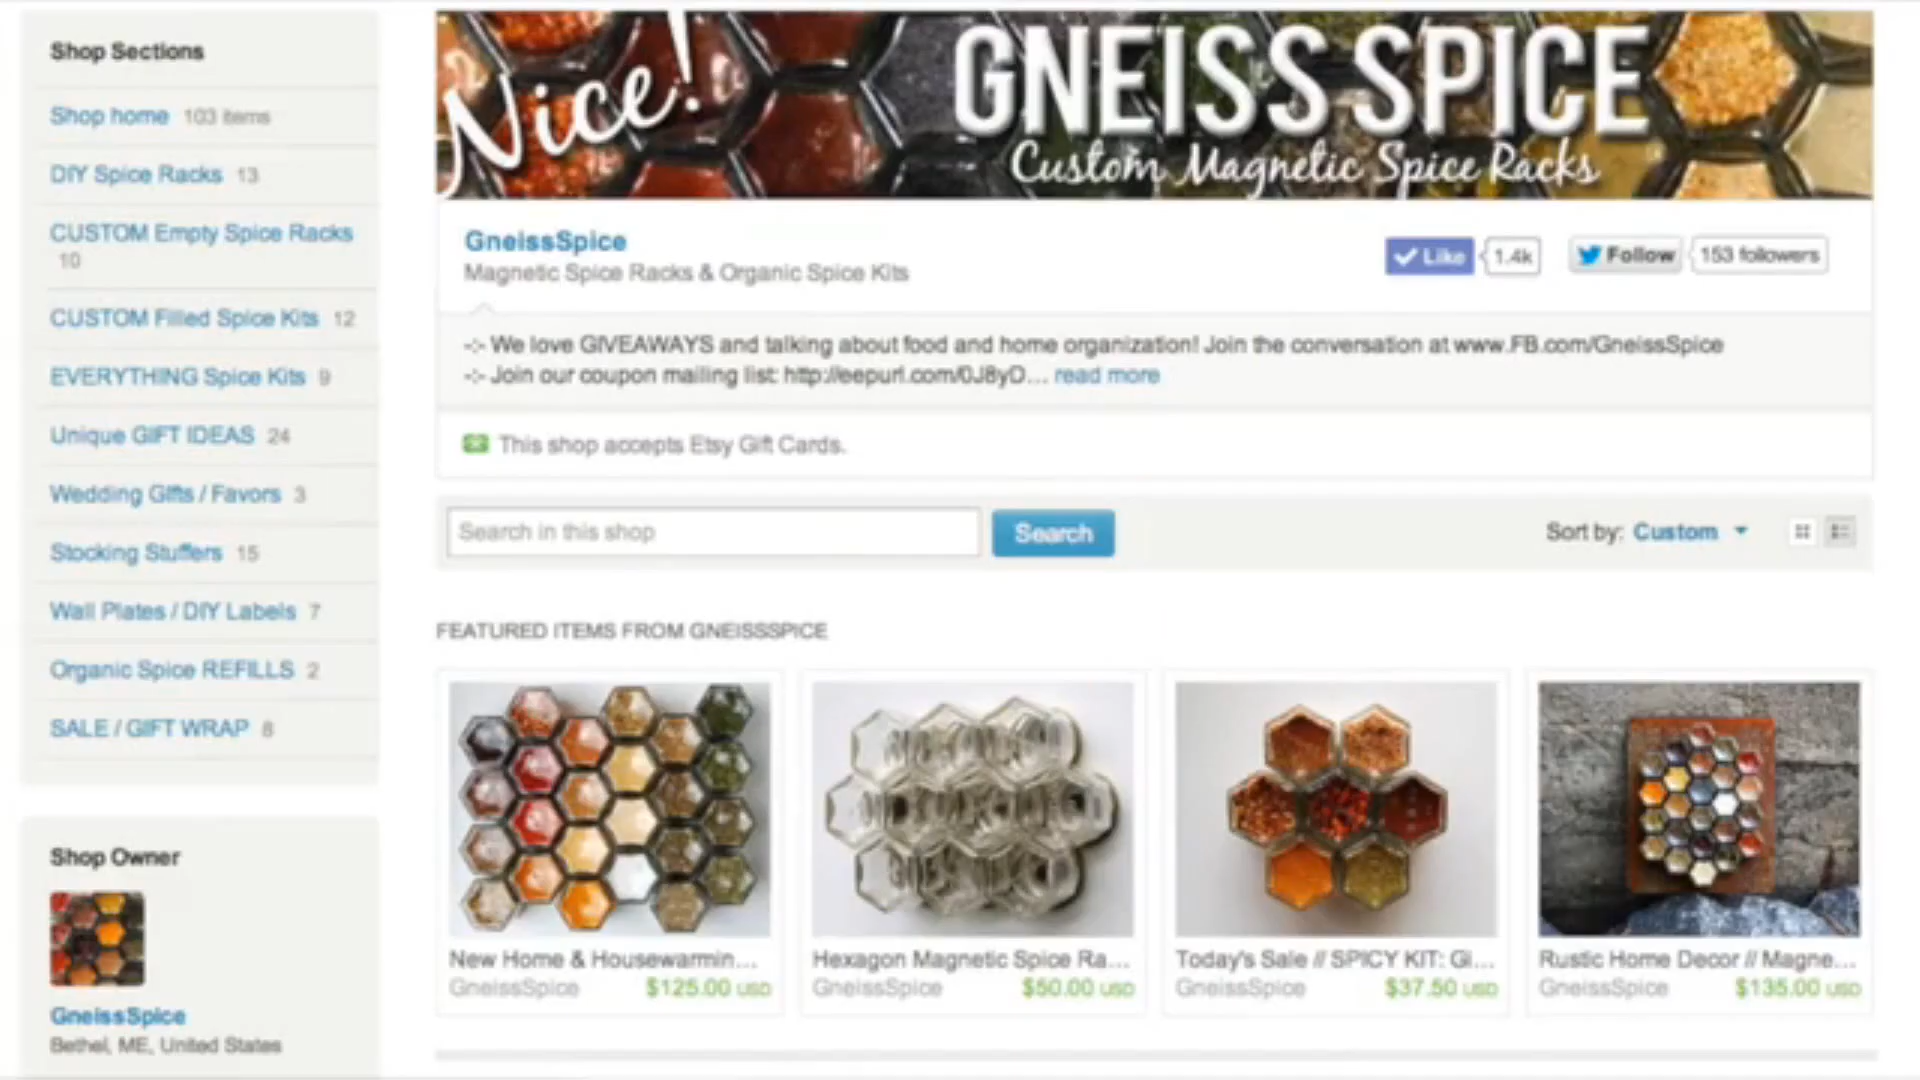 Shop Sections
Shop home 103 items
DIY Spice Racks 13
CUSTOM Empty Spice Racks
10
CUSTOM Filled Spice Kits 12
EVERYTHING Spice Kits 9
Unique GIFT IDEAS 24
Wedding Gifts / Favors 3
Stocking Stuffers 15
Wall Plates / DIY Labels 7
Organic Spice REFILLS 2
SALE / GIFT WRAP 8
Shop Owner
GneissSpice
Bethel, ME, United States
Nice!
GNEISS SPICE
Custom Magnetic Spice Racks
GneissSpice
Magnetic Spice Racks & Organic Spice Kits
Like 1.4k Follow 153 followers
-:- We love GIVEAWAYS and talking about food and home organization! Join the conversation at www.FB.com/GneissSpice
-:- Join our coupon mailing list: http://eepurl.com/0J8yD... read more
This shop accepts Etsy Gift Cards.
Search in this shop Search Sort by: Custom
FEATURED ITEMS FROM GNEISSSPICE
New Home & Housewarmin...
GneissSpice $125.00 USD
Hexagon Magnetic Spice Ra...
GneissSpice $50.00 USD
Today's Sale // SPICY KIT: Gi...
GneissSpice $37.50 USD
Rustic Home Decor // Magne...
GneissSpice $135.00 USD